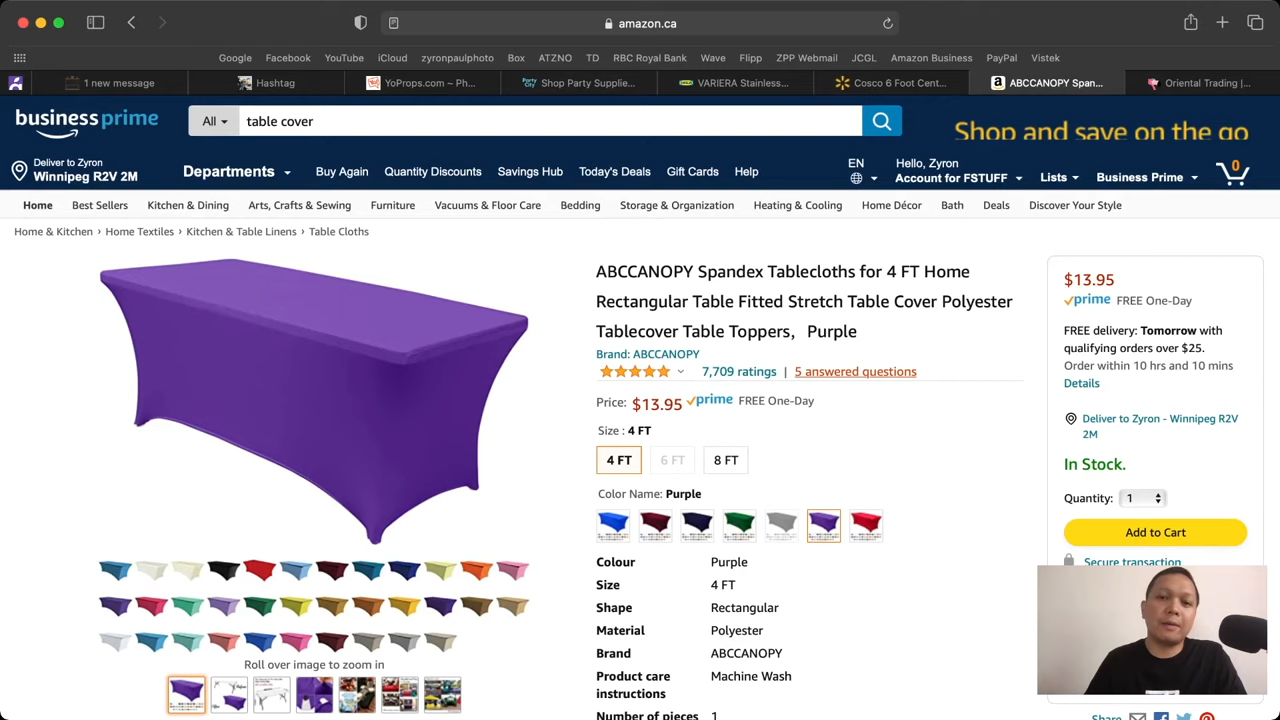 amazon.ca
Google Facebook YouTube iCloud zyronpaulphoto Box ATZNO TD RBC Royal Bank Wave Flipp ZPP Webmail JCGL Amazon Business PayPal Vistek
1 new message Hashtag YoProps.com ~ Ph... Shop Party Supplie... VARIERA Stainless... Cosco 6 Foot Cent... ABCCANOPY Span... Oriental Trading |...
business prime All table cover Shop and save on the go
Deliver to Zyron
Winnipeg R2V 2M
Departments Buy Again Quantity Discounts Savings Hub Today's Deals Gift Cards Help
EN
Hello, Zyron
Account for FSTUFF Lists Business Prime 0
Home Best Sellers Kitchen & Dining Arts, Crafts & Sewing Furniture Vacuums & Floor Care Bedding Storage & Organization Heating & Cooling Home Décor Bath Deals Discover Your Style
Home & Kitchen › Home Textiles › Kitchen & Table Linens › Table Cloths
ABCCANOPY Spandex Tablecloths for 4 FT Home
Rectangular Table Fitted Stretch Table Cover Polyester
Tablecover Table Toppers, Purple
Brand: ABCCANOPY
7,709 ratings | 5 answered questions
Price: $13.95 prime FREE One-Day
Size : 4 FT
4 FT 6 FT 8 FT
Color Name: Purple
Colour Purple
Size 4 FT
Shape Rectangular
Material Polyester
Brand ABCCANOPY
Product care instructions Machine Wash
Number of pieces 1
Roll over image to zoom in
$13.95
prime FREE One-Day
FREE delivery: Tomorrow with
qualifying orders over $25.
Order within 10 hrs and 10 mins
Details
Deliver to Zyron - Winnipeg R2V
2M
In Stock.
Quantity: 1
Add to Cart
Secure transaction
Share